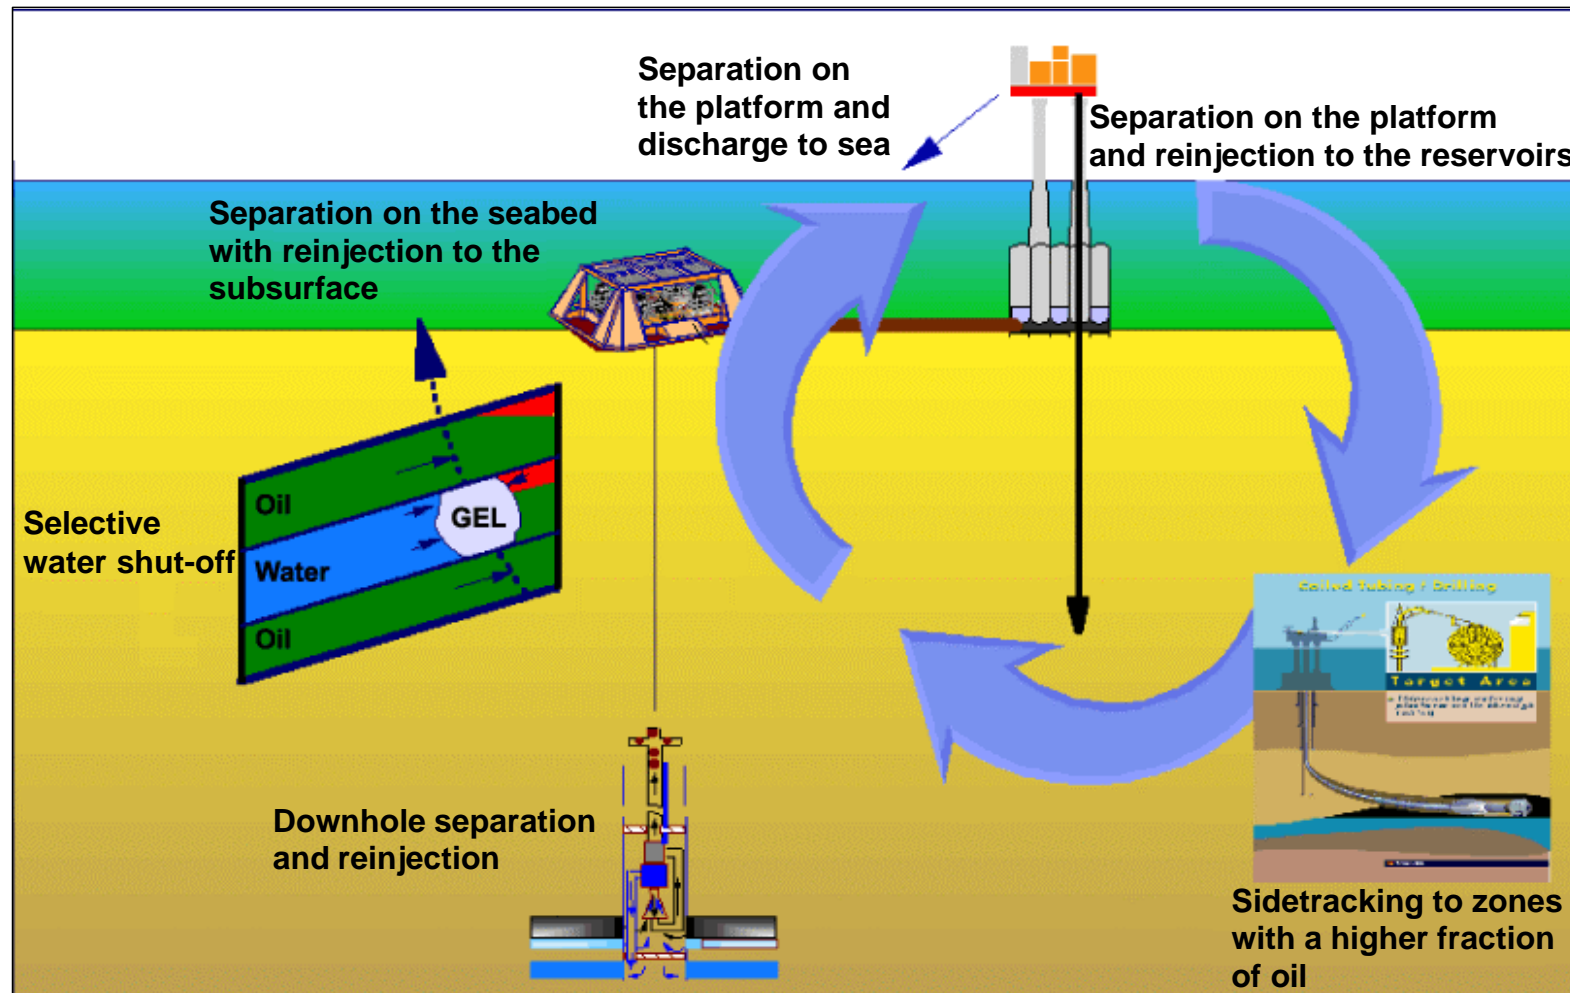 Separation on
the platform and
discharge to sea
Separation on the platform
and reinjection to the reservoirs
Separation on the seabed
with reinjection to the
subsurface
Selective
water shut-off
Oil
GEL
Water
Oil
Coiled Tubing / Drilling
Target Area
Downhole separation
and reinjection
Sidetracking to zones
with a higher fraction
of oil